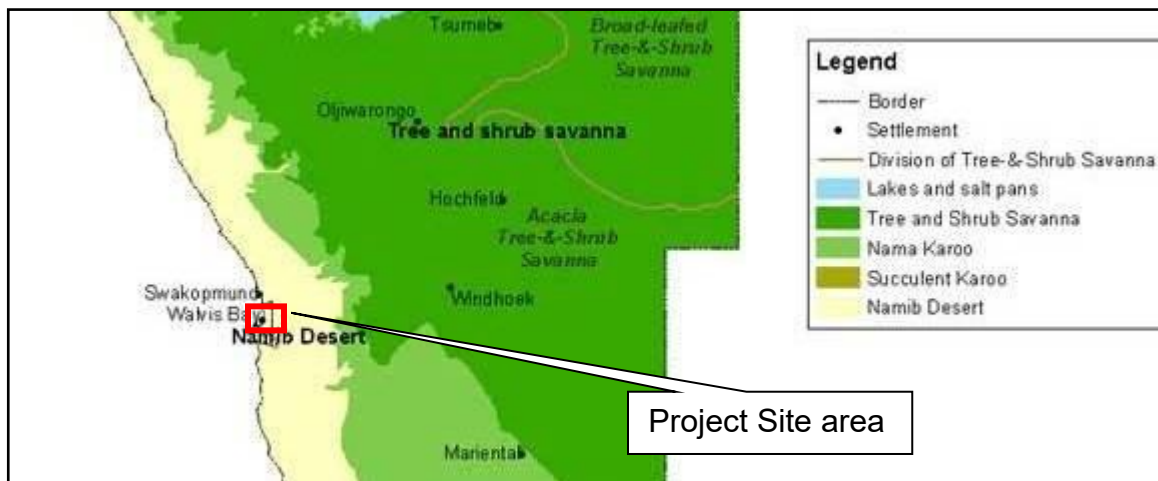 Tsumeb
Broad-leafed
Tree-&-Shrub
Savanna
Otjiwarongo
Tree and shrub savanna
Hochfeld
Acacia
Tree-&-Shrub
Savanna
Swakopmund
Windhoek
Walvis Bay
Namib Desert
Mariental
Project Site area
Legend
Border
Settlement
Division of Tree-&-Shrub Savanna
Lakes and salt pans
Tree and Shrub Savanna
Nama Karoo
Succulent Karoo
Namib Desert